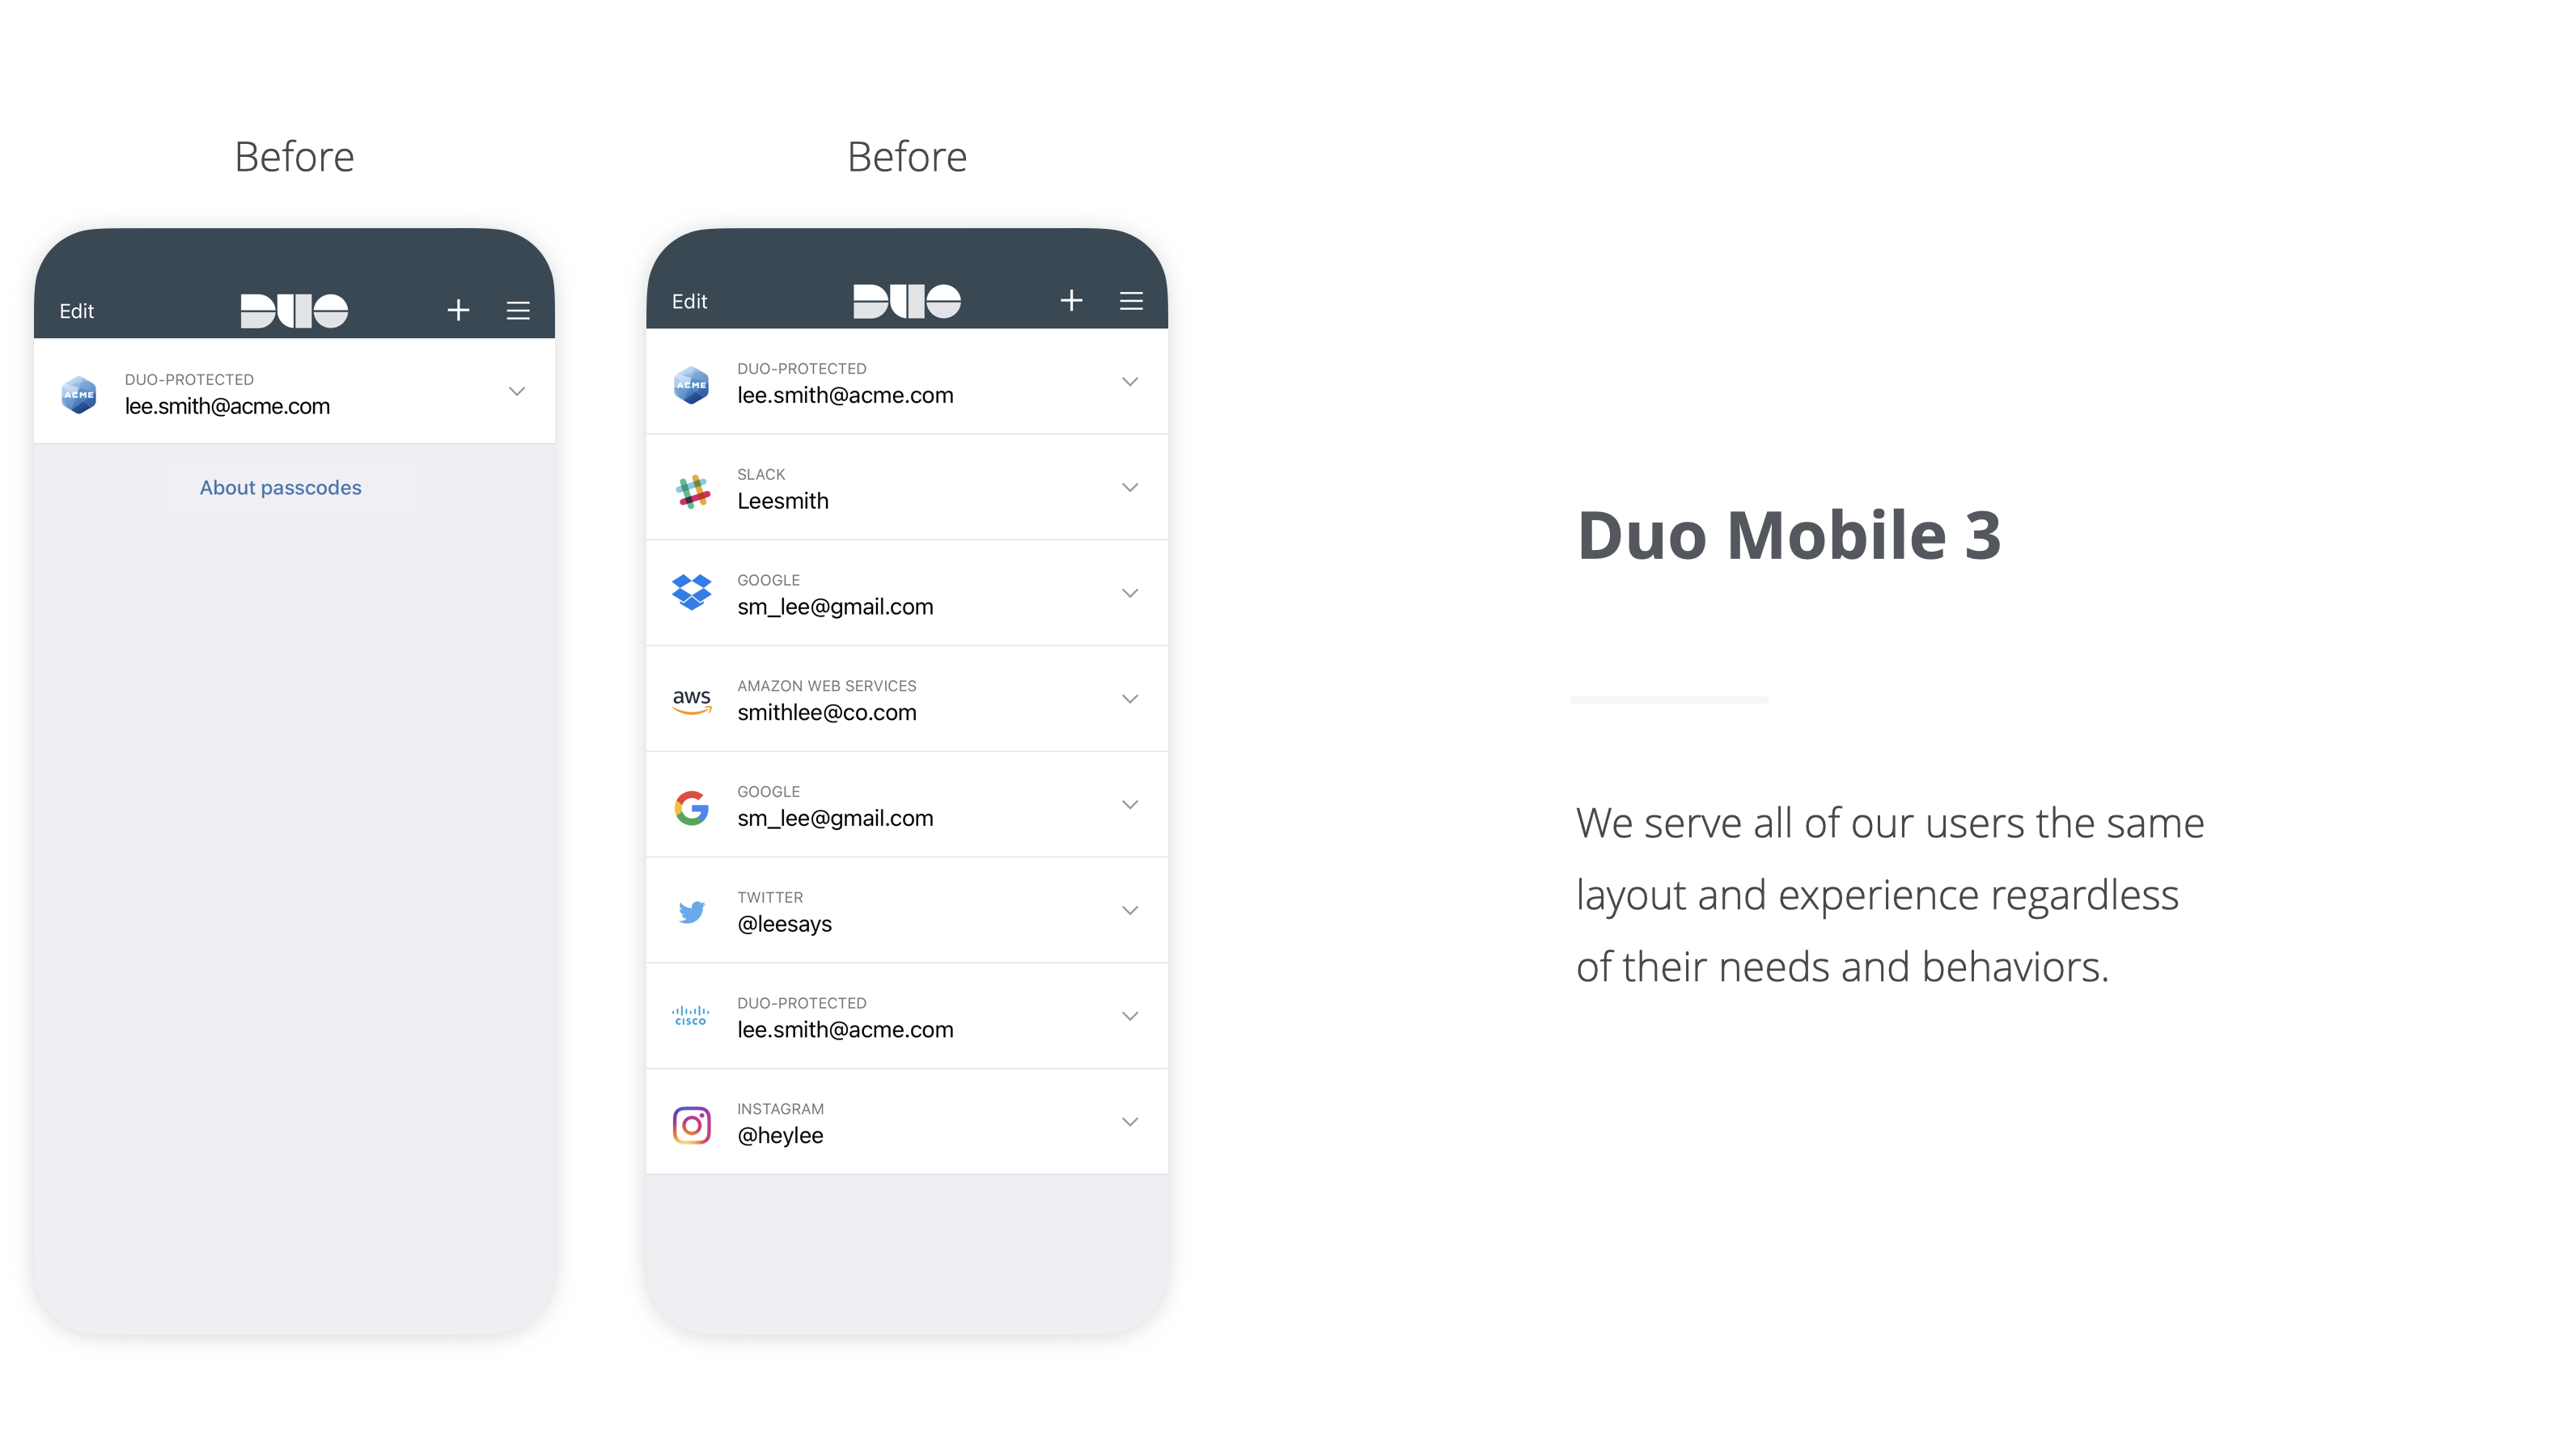 Before
Edit
DUO
ACME
DUO-PROTECTED
lee.smith@acme.com
About passcodes
Before
Edit
DUO
ACME
DUO-PROTECTED
lee.smith@acme.com
SLACK
Leesmith
GOOGLE
sm_lee@gmail.com
aws
AMAZON WEB SERVICES
smithlee@co.com
GOOGLE
sm_lee@gmail.com
TWITTER
@leesays
CISCO
DUO-PROTECTED
lee.smith@acme.com
INSTAGRAM
@heylee
Duo Mobile 3
We serve all of our users the same
layout and experience regardless
of their needs and behaviors.